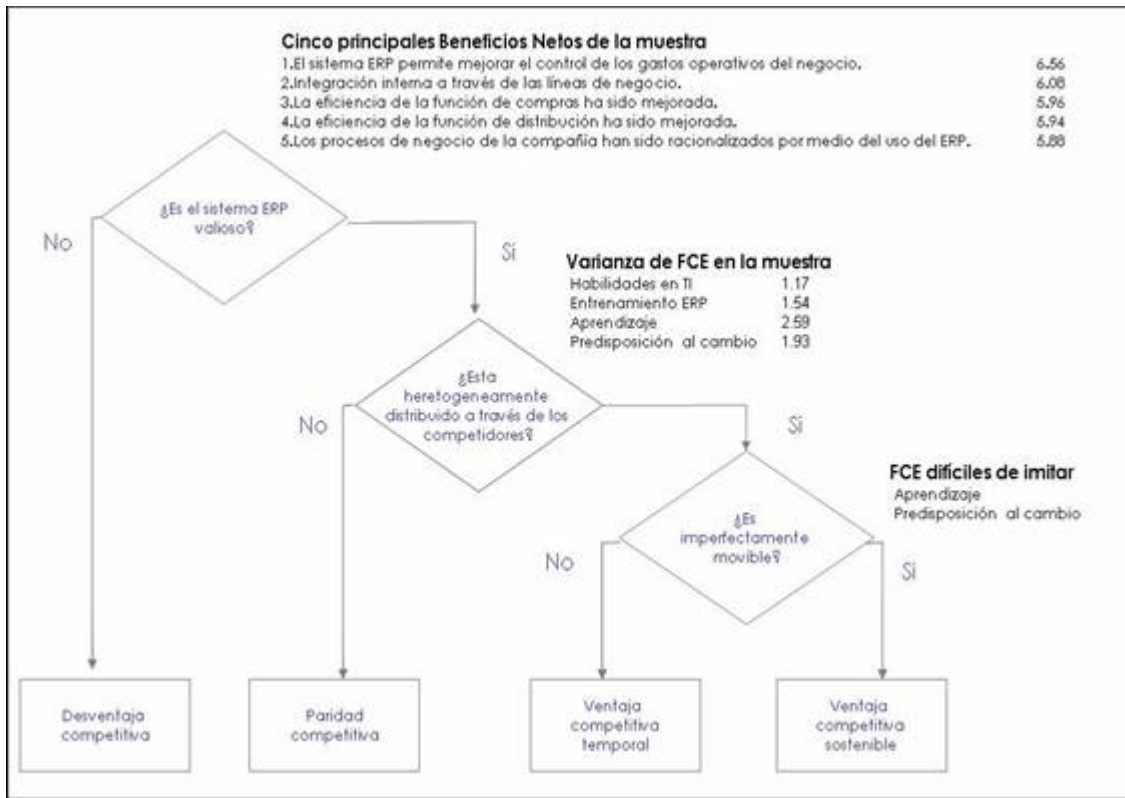 Cinco principales Beneficios Netos de la muestra
1.El sistema ERP permite mejorar el control de los gastos operativos del negocio. 6.56
2.Integración interna a través de las líneas de negocio. 6.08
3.La eficiencia de la función de compras ha sido mejorada. 5.96
4.La eficiencia de la función de distribución ha sido mejorada. 5.94
5.Los procesos de negocio de la compañía han sido racionalizados por medio del uso del ERP. 5.88
¿Es el sistema ERP
valioso?
No
Sí
Varianza de FCE en la muestra
Habilidades en TI 1.17
Entrenamiento ERP 1.54
Aprendizaje 2.59
Predisposición al cambio 1.93
¿Esta
heretogeneamente
distribuido a través de los
competidores?
No
Sí
FCE difíciles de imitar
Aprendizaje
Predisposición al cambio
¿Es
imperfectamente
movible?
No
Sí
Desventaja
competitiva
Paridad
competitiva
Ventaja
competitiva
temporal
Ventaja
competitiva
sostenible